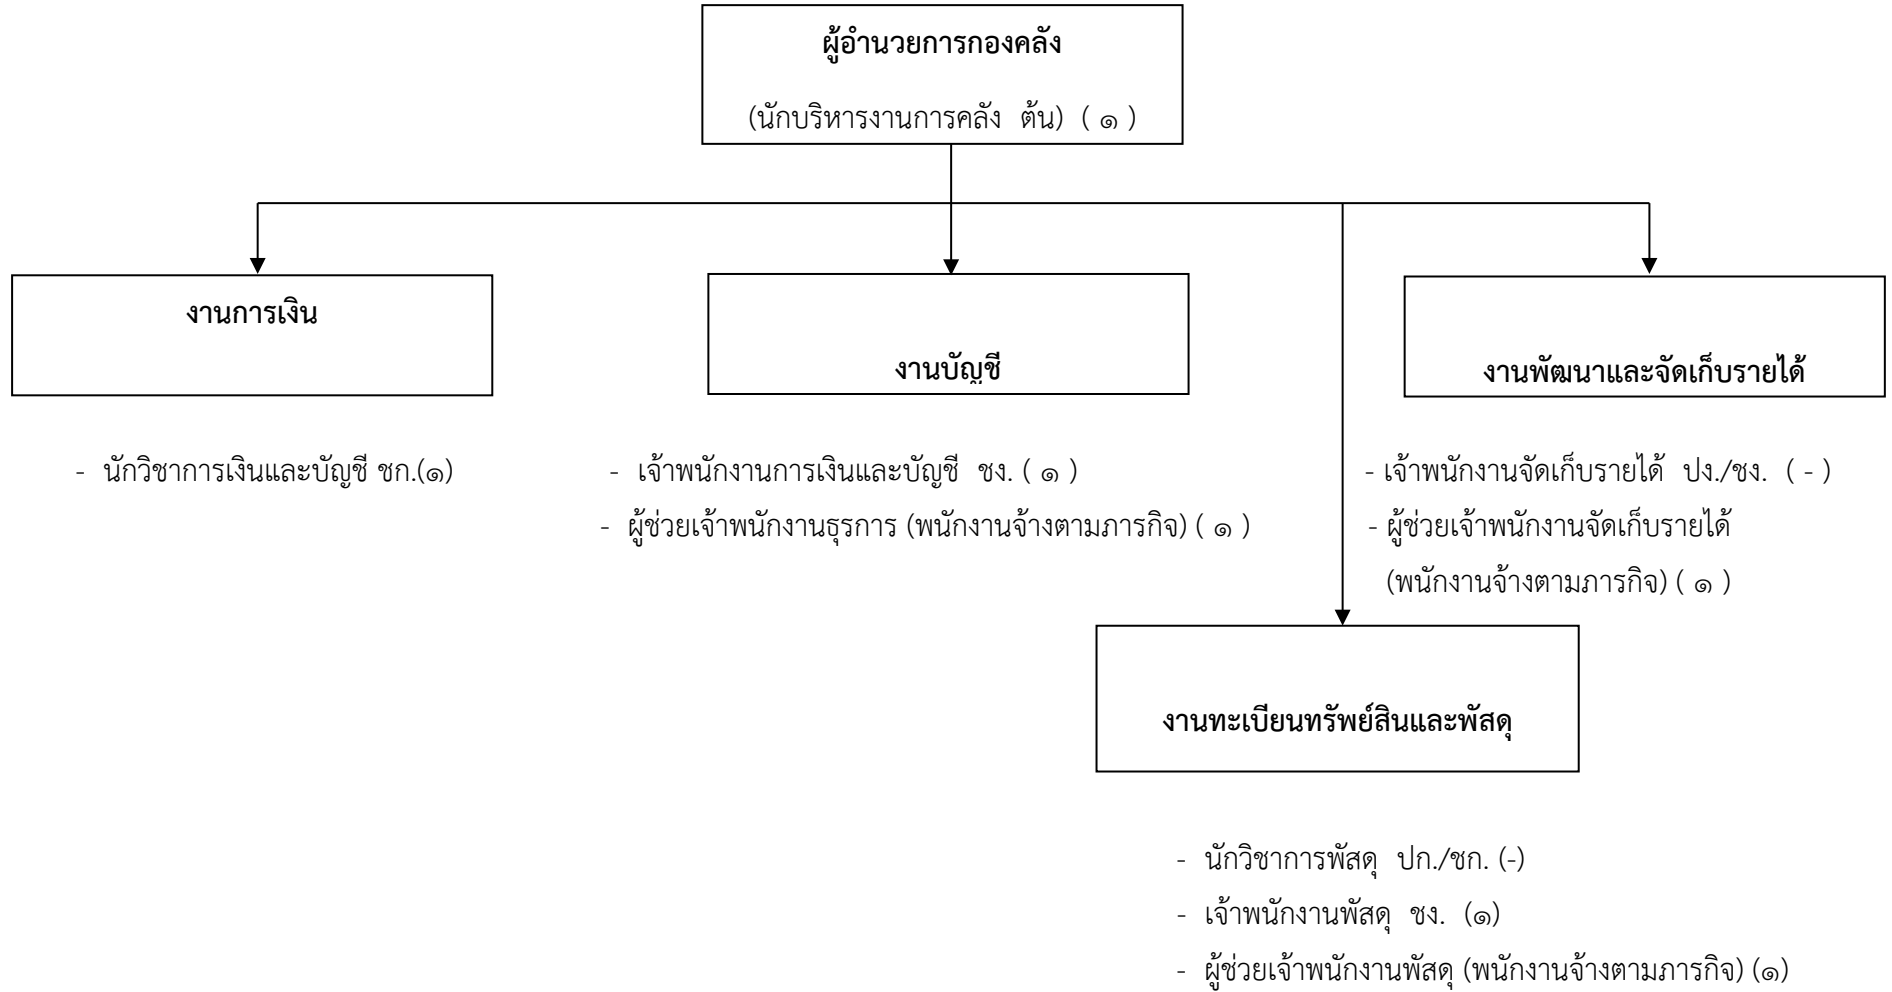 ผู้อำนวยการกองคลัง
(นักบริหารงานการคลัง ต้น) ( ๑ )
งานการเงิน
งานบัญชี
งานพัฒนาและจัดเก็บรายได้
- นักวิชาการเงินและบัญชี ชก.(๑)
- เจ้าพนักงานการเงินและบัญชี ชง. ( ๑ )
- ผู้ช่วยเจ้าพนักงานธุรการ (พนักงานจ้างตามภารกิจ) ( ๑ )
- เจ้าพนักงานจัดเก็บรายได้ ปง./ชง. ( - )
- ผู้ช่วยเจ้าพนักงานจัดเก็บรายได้
(พนักงานจ้างตามภารกิจ) ( ๑ )
งานทะเบียนทรัพย์สินและพัสดุ
- นักวิชาการพัสดุ ปก./ชก. (-)
- เจ้าพนักงานพัสดุ ชง. (๑)
- ผู้ช่วยเจ้าพนักงานพัสดุ (พนักงานจ้างตามภารกิจ) (๑)